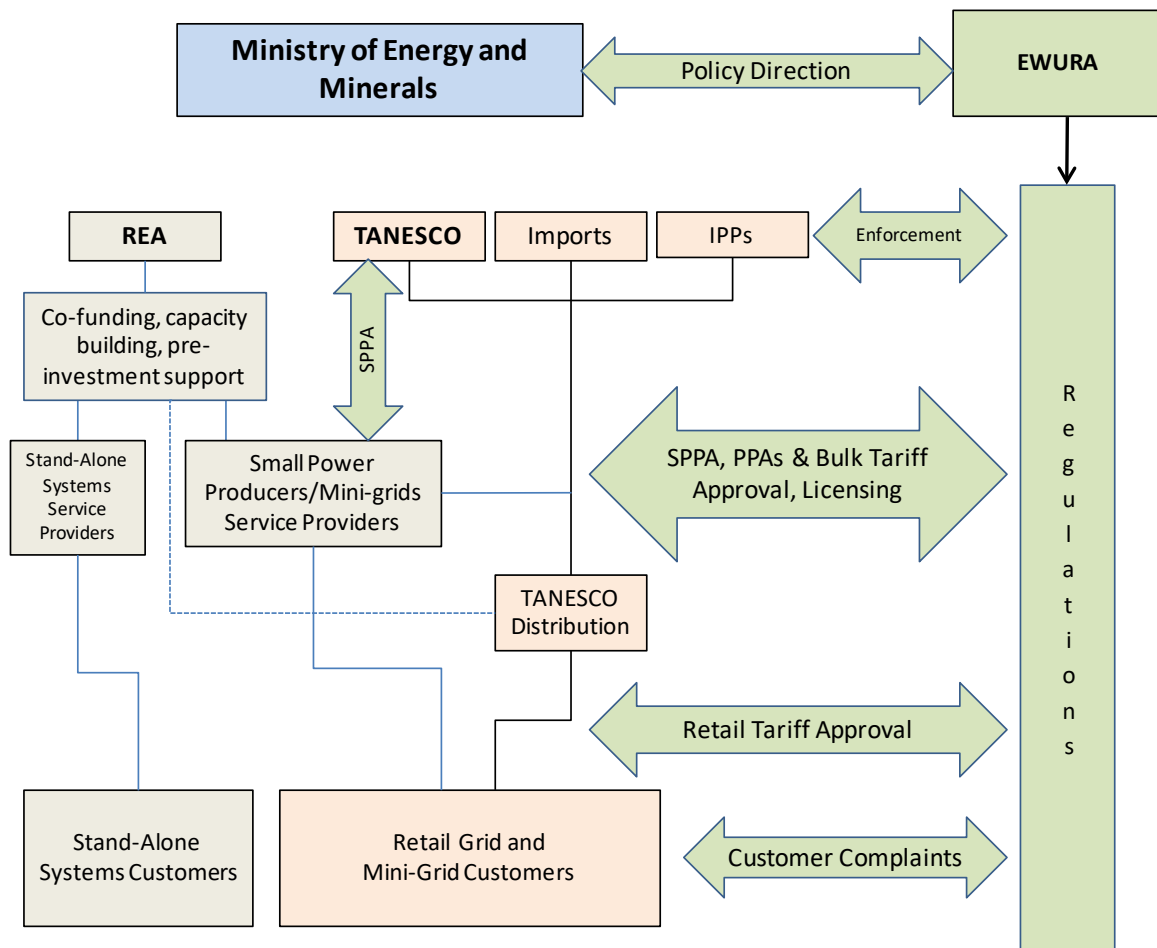 Ministry of Energy and
Minerals
Policy Direction
EWURA
REA
TANESCO
Imports
IPPs
Enforcement
Co-funding, capacity
building, pre-
investment support
SPPA
Stand-Alone
Systems
Service
Providers
Small Power
Producers/Mini-grids
Service Providers
SPPA, PPAs & Bulk Tariff
Approval, Licensing
Regulations
TANESCO
Distribution
Retail Tariff Approval
Stand-Alone
Systems Customers
Retail Grid and
Mini-Grid Customers
Customer Complaints